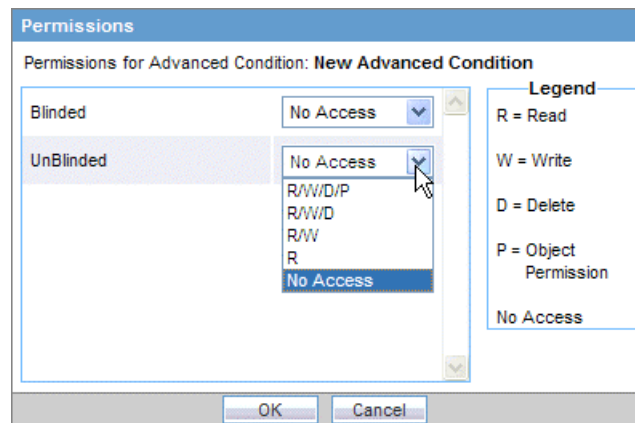 Permissions
Permissions for Advanced Condition: New Advanced Condition
Blinded
No Access
UnBlinded
No Access
R/W/D/P
R/W/D
R/W
R
No Access
Legend
R = Read
W = Write
D = Delete
P = Object
Permission
No Access
OK
Cancel